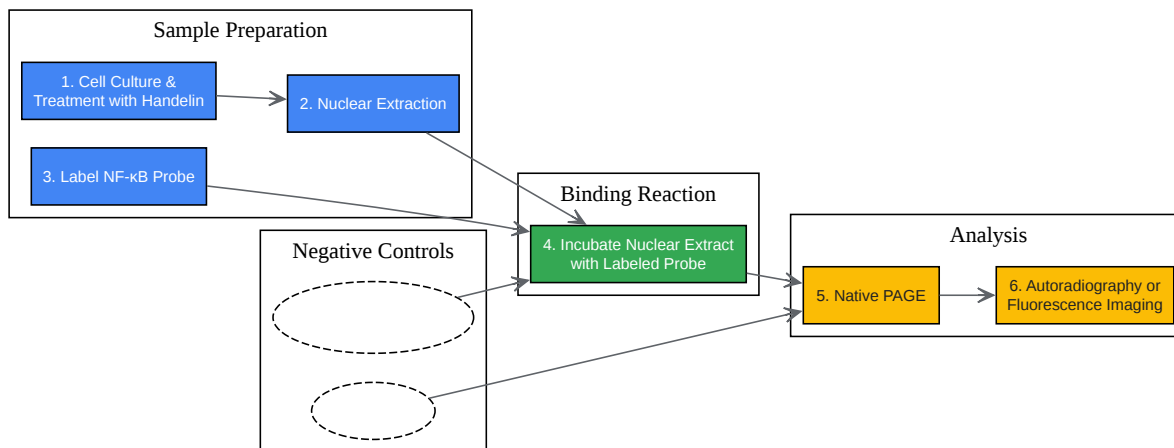 Sample Preparation
1. Cell Culture &
Treatment with Handelin
2. Nuclear Extraction
3. Label NF-κB Probe
Binding Reaction
4. Incubate Nuclear Extract
with Labeled Probe
Negative Controls
Analysis
5. Native PAGE
6. Autoradiography or
Fluorescence Imaging